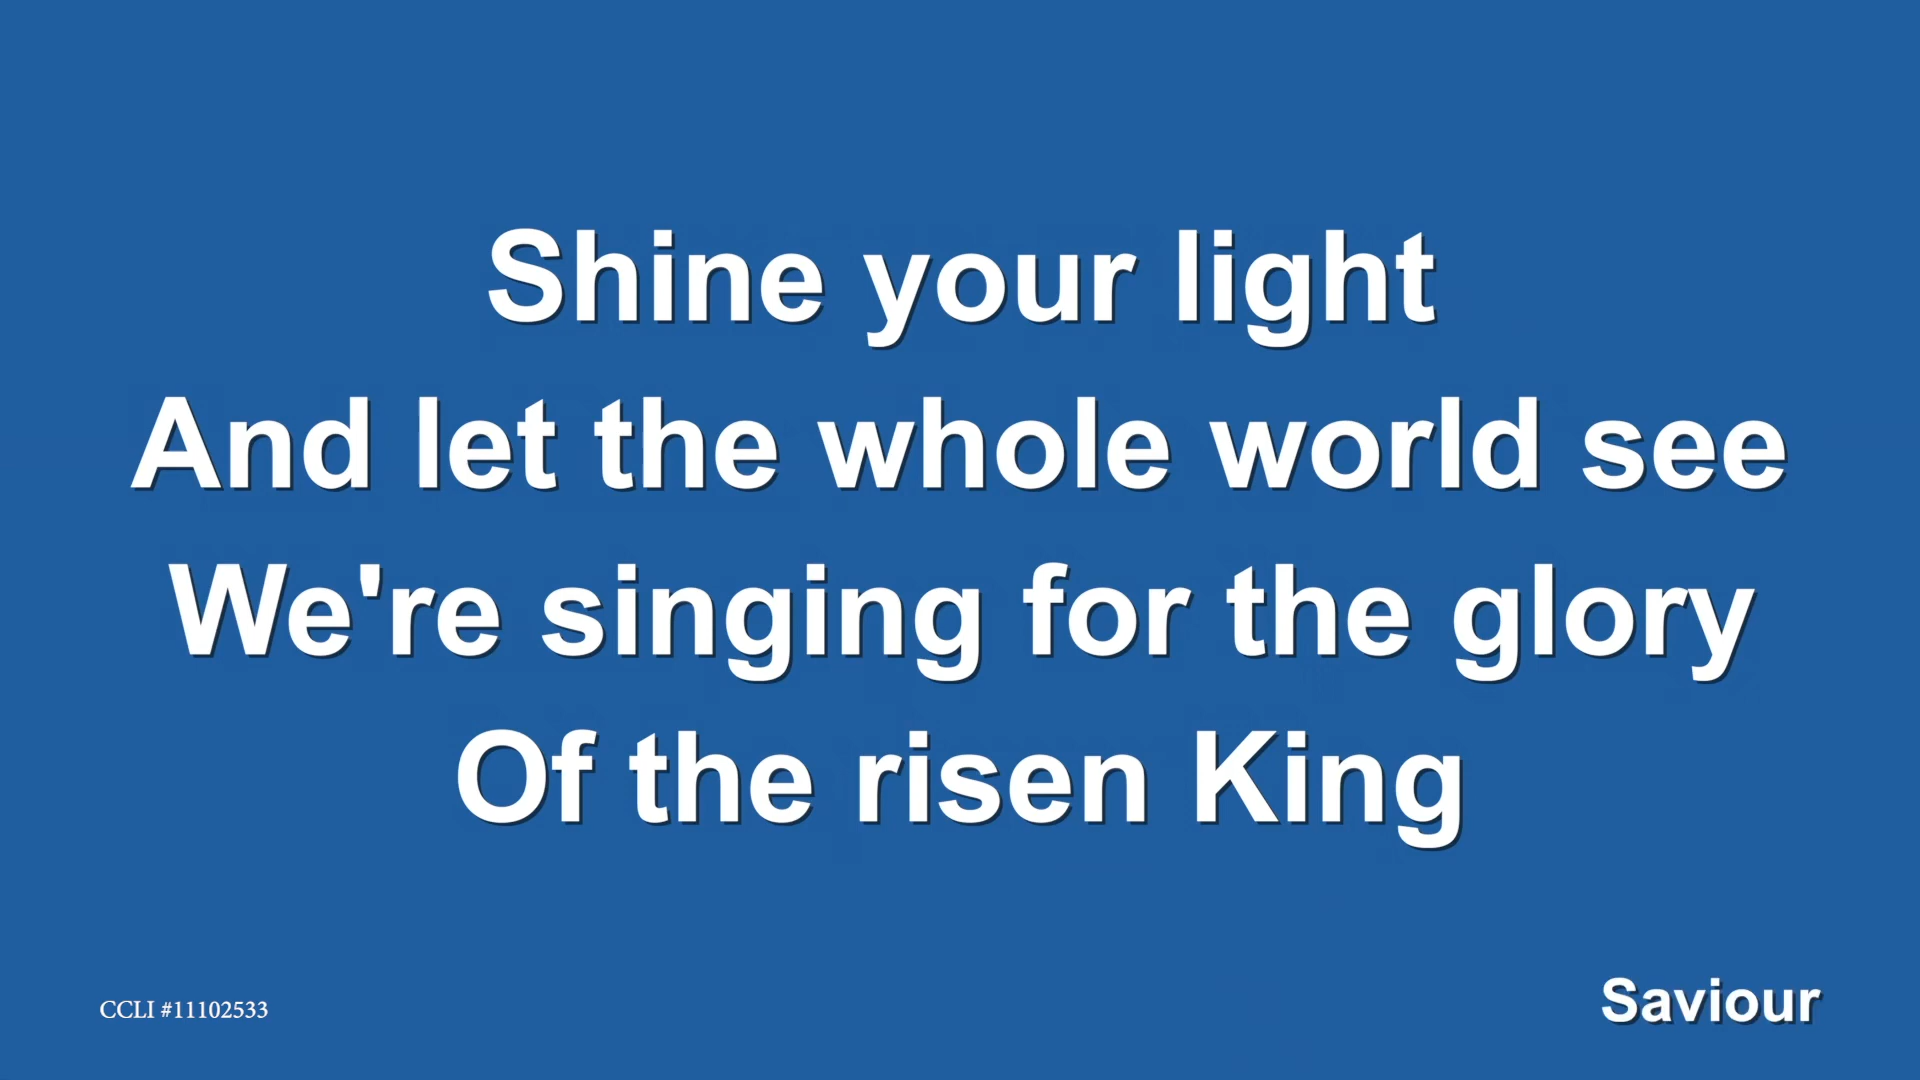 Shine your light
And let the whole world see
We're singing for the glory
Of the risen King
CCLI #11102533
Saviour